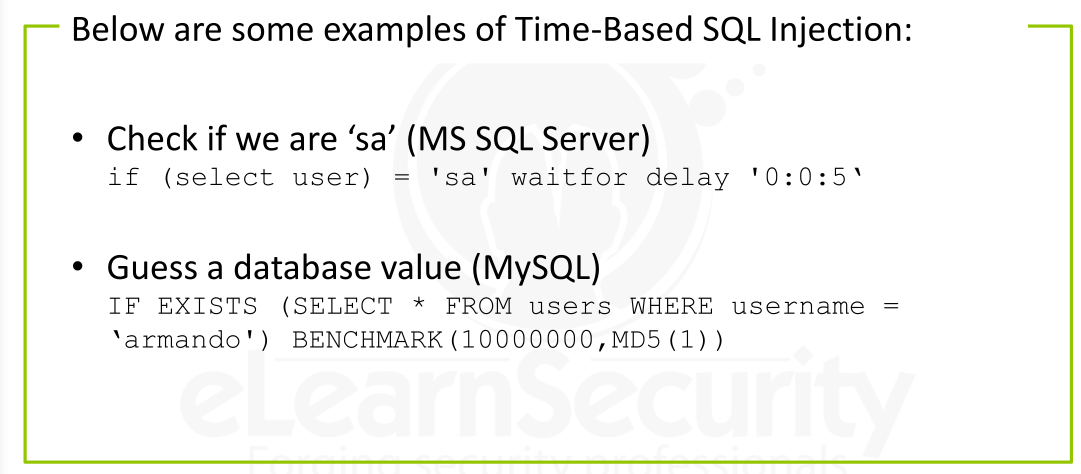 Below are some examples of Time-Based SQL Injection:
• Check if we are ‘sa’ (MS SQL Server)
if (select user) = 'sa' waitfor delay '0:0:5‛
• Guess a database value (MySQL)
IF EXISTS (SELECT * FROM users WHERE username =
‛armando') BENCHMARK(10000000,MD5(1))
eLearnSecurity
Forging security professionals